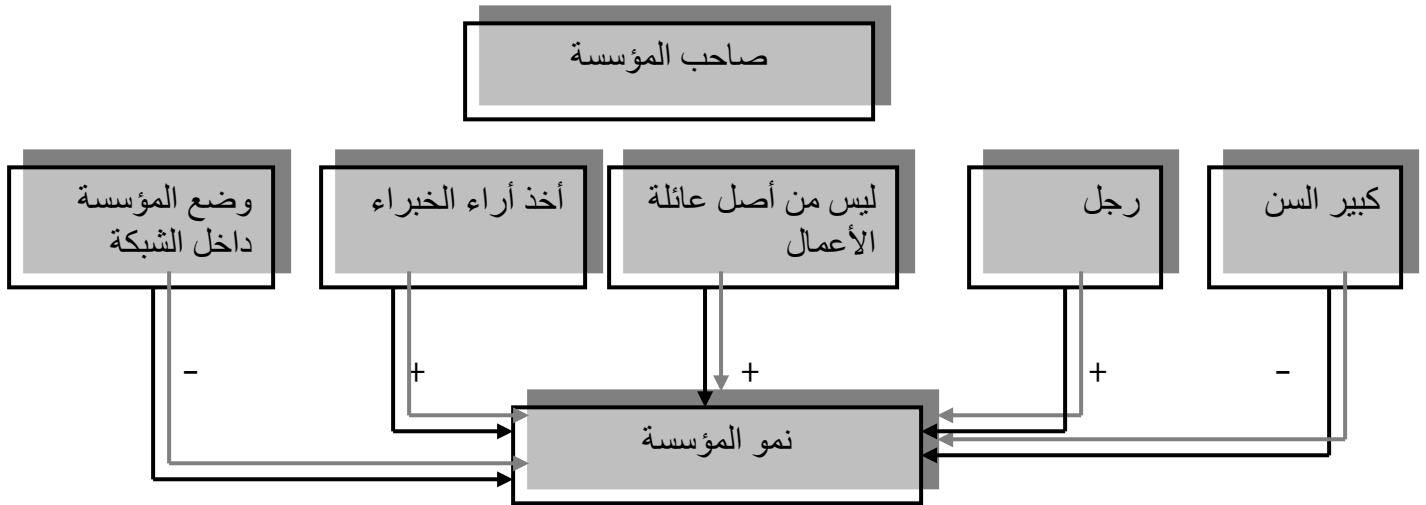 صاحب المؤسسة
كبير السن
رجل
ليس من أصل عائلة
الأعمال
أخذ أراء الخبراء
وضع المؤسسة
داخل الشبكة
-
+
+
+
-
نمو المؤسسة